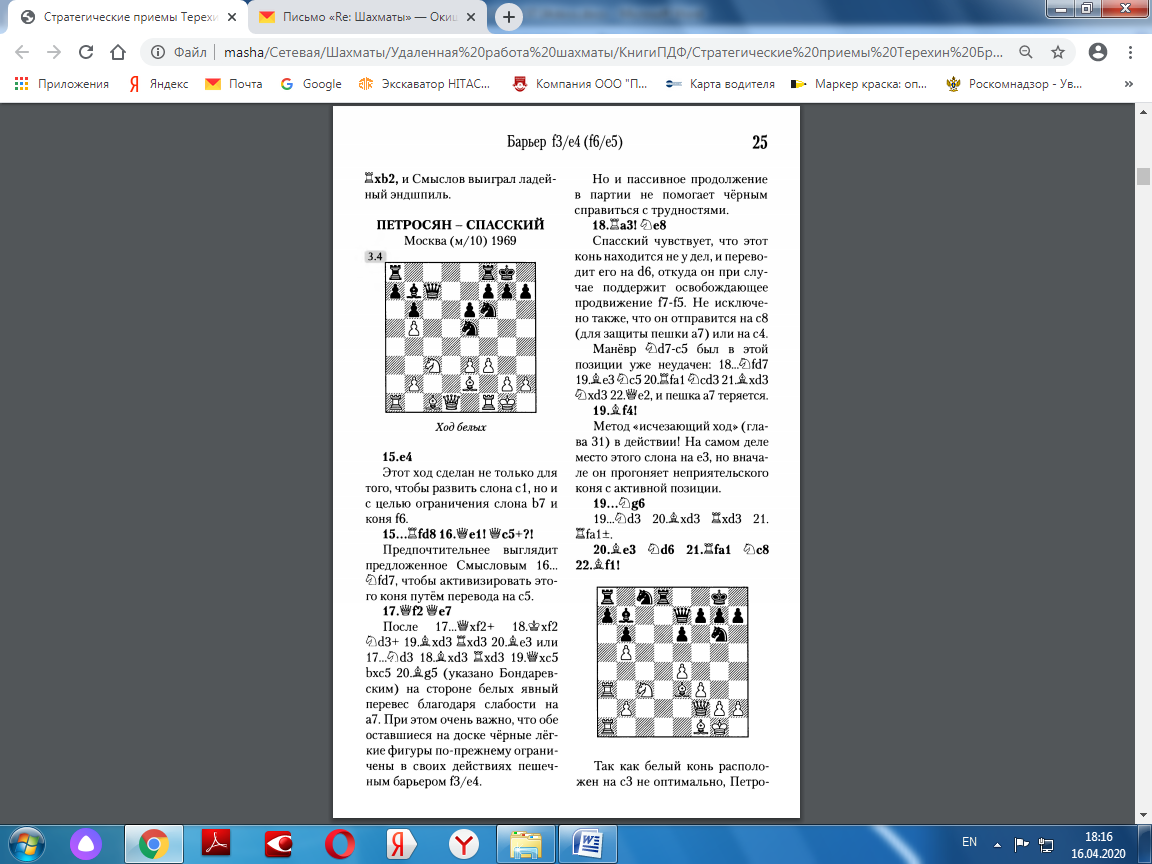 Стратегические приемы Терехи
Письмо «Re: Шахматы» — Окиш
Файл
masha/Сетевая/Шахматы/Удаленная%20работа%20шахматы/КнигиПДФ/Стратегические%20приемы%20Терехин%20Бр...
Приложения
Яндекс
Почта
Google
Экскаватор HITAC...
Компания ООО "П...
Карта водителя
Маркер краска: оп...
Роскомнадзор - Ув...
»
Барьер f3/e4 (f6/e5)
25
♖xb2, и Смыслов выиграл ладей-
ный эндшпиль.
ПЕТРОСЯН – СПАССКИЙ
Москва (м/10) 1969
3.4
Ход белых
15.e4
Этот ход сделан не только для
того, чтобы развить слона c1, но и
с целью ограничения слона b7 и
коня f6.
15...♖fd8 16.♕e1! ♕c5+?!
Предпочтительнее выглядит
предложенное Смысловым 16...
♘fd7, чтобы активизировать это-
го коня путём перевода на c5.
17.♕f2 ♕e7
После 17...♕xf2+ 18.♔xf2
♘d3+ 19.♗xd3 ♖xd3 20.♗e3 или
17...♘d3 18.♗xd3 ♖xd3 19.♕xc5
bxc5 20.♗g5 (указано Бондарев-
ским) на стороне белых явный
перевес благодаря слабости на
a7. При этом очень важно, что обе
оставшиеся на доске чёрные лёг-
кие фигуры по-прежнему ограни-
чены в своих действиях пешеч-
ным барьером f3/e4.
Но и пассивное продолжение
в партии не помогает чёрным
справиться с трудностями.
18.♖a3! ♘e8
Спасский чувствует, что этот
конь находится не у дел, и перево-
дит его на d6, откуда он при слу-
чае поддержит освобождающее
продвижение f7-f5. Не исключе-
но также, что он отправится на c8
(для защиты пешки a7) или на c4.
Манёвр ♘d7-c5 был в этой
позиции уже неудачен: 18...♘fd7
19.♗e3 ♘c5 20.♖fa1 ♘cd3 21.♗xd3
♘xd3 22.♕e2, и пешка a7 теряется.
19.♗f4!
Метод «исчезающий ход» (гла-
ва 31) в действии! На самом деле
место этого слона на e3, но внача-
ле он прогоняет неприятельского
коня с активной позиции.
19...♘g6
19...♘d3 20.♗xd3 ♖xd3 21.
♖fa1±.
20.♗e3 ♘d6 21.♖fa1 ♘c8
22.♗f1!
Так как белый конь располо-
жен на c3 не оптимально, Петро-
EN
18:16
16.04.2020